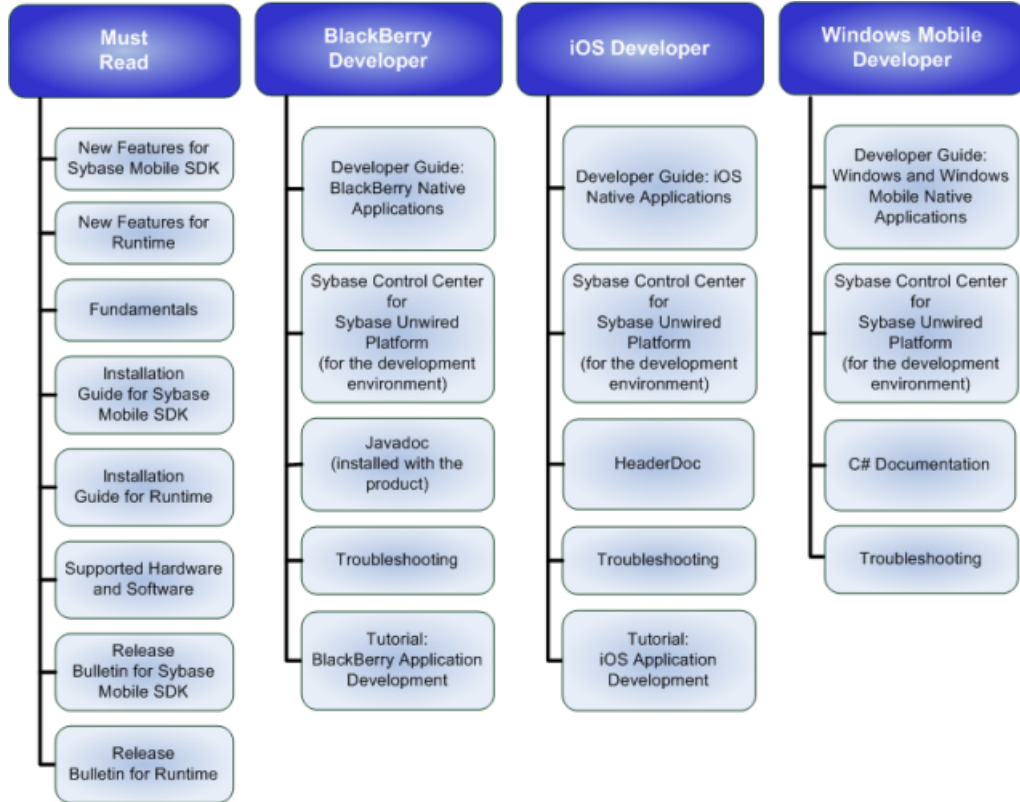 Must
Read
New Features for
Sybase Mobile SDK
New Features for
Runtime
Fundamentals
Installation
Guide for Sybase
Mobile SDK
Installation
Guide for Runtime
Supported Hardware
and Software
Release
Bulletin for Sybase
Mobile SDK
Release
Bulletin for Runtime
BlackBerry
Developer
Developer Guide:
BlackBerry Native
Applications
Sybase Control Center
for
Sybase Unwired
Platform
(for the development
environment)
Javadoc
(installed with the
product)
Troubleshooting
Tutorial:
BlackBerry Application
Development
iOS Developer
Developer Guide: iOS
Native Applications
Sybase Control Center
for
Sybase Unwired
Platform
(for the development
environment)
HeaderDoc
Troubleshooting
Tutorial:
iOS Application
Development
Windows Mobile
Developer
Developer Guide:
Windows and Windows
Mobile Native
Applications
Sybase Control Center
for
Sybase Unwired
Platform
(for the development
environment)
C# Documentation
Troubleshooting